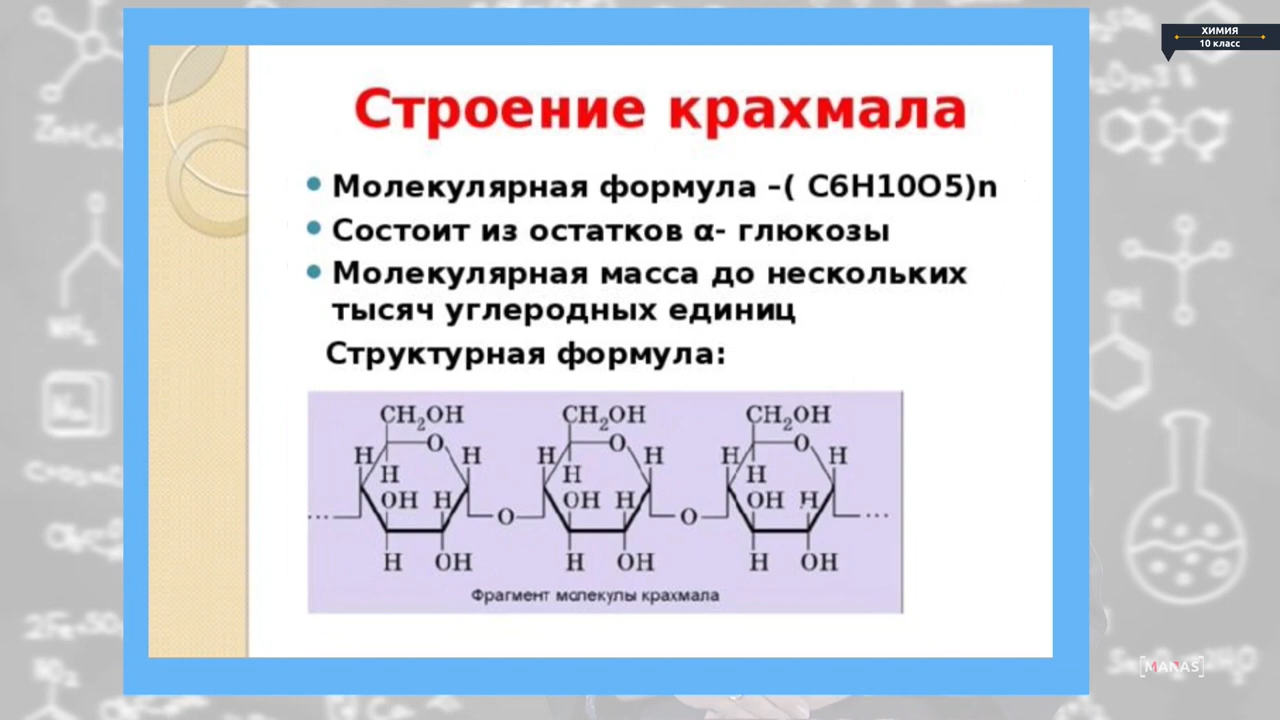 ХИМИЯ
10 класс
Строение крахмала
Молекулярная формула –( С6Н10О5)n
Состоит из остатков α- глюкозы
Молекулярная масса до нескольких
тысяч углеродных единиц
Структурная формула:
CH₂OH CH₂OH CH₂OH
O O O
H H H H H H
H H H
OH H OH H OH H
... O O ...
H OH H OH H OH
Фрагмент молекулы крахмала
[MANAS]